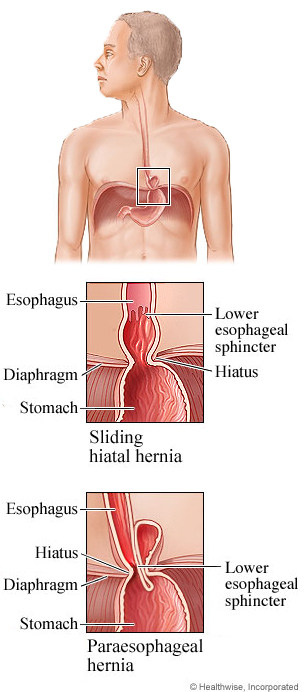 Esophagus
Lower
esophageal
sphincter
Diaphragm
Hiatus
Stomach
Sliding
hiatal hernia
Esophagus
Hiatus
Diaphragm
Lower
esophageal
sphincter
Stomach
Paraesophageal
hernia
© Healthwise, Incorporated